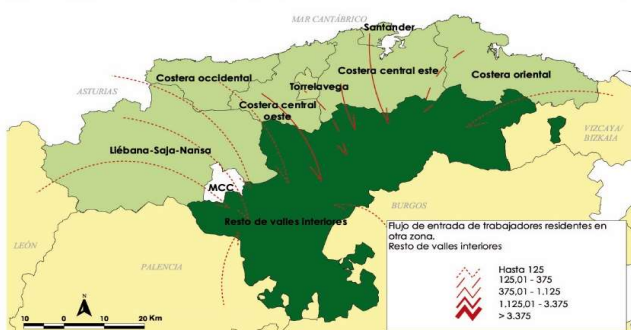 MAR CANTÁBRICO
Santander
Costera occidental
Costera central este
Costera oriental
Torrelavega
ASTURIAS
Costera central
oeste
VIZCAYA/
BIZKAIA
Liébana-Saja-Nansa
MCC
BURGOS
Resto de valles interiores
LEÓN
PALENCIA
Flujo de entrada de trabajadores residentes en
otra zona.
Resto de valles interiores
Hasta 125
125,01 - 375
375,01 - 1.125
1.125,01 - 3.375
> 3.375
N
10 0 10 20 Km